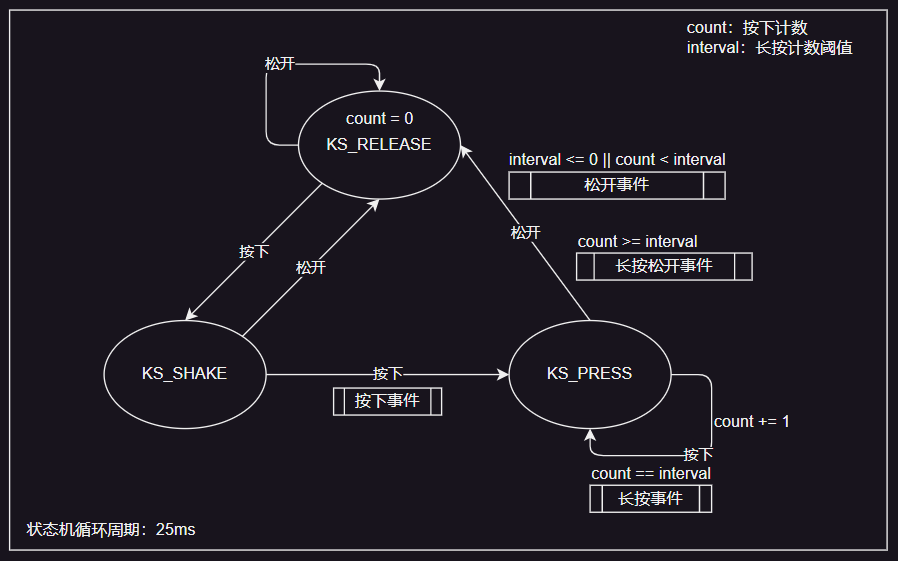 count：按下计数
interval：长按计数阈值
松开
count = 0
KS_RELEASE
interval <= 0 || count < interval
松开事件
松开
按下
松开
count >= interval
长按松开事件
KS_SHAKE
按下
按下事件
KS_PRESS
count += 1
按下
count == interval
长按事件
状态机循环周期：25ms